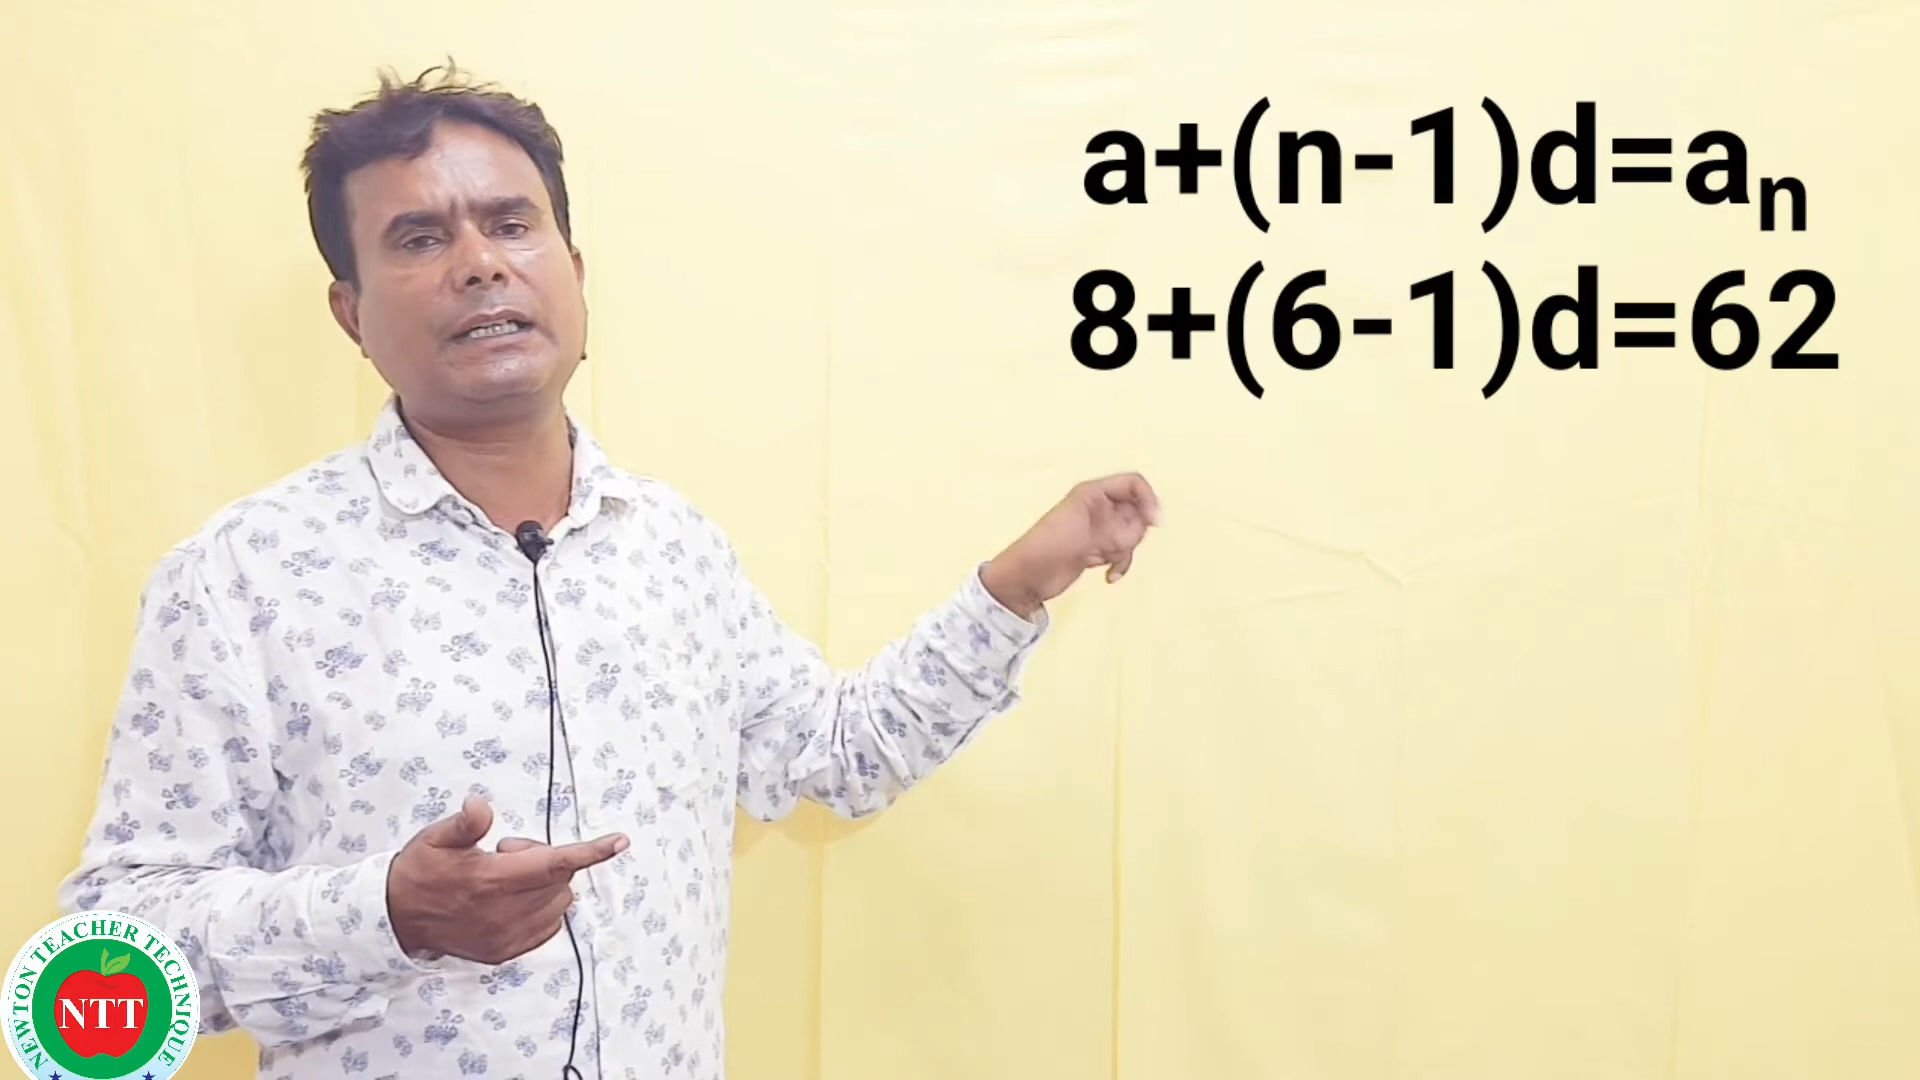 a+(n-1)d=aₙ
8+(6-1)d=62
NEWTON TEACHER TECHNIQUE
NTT